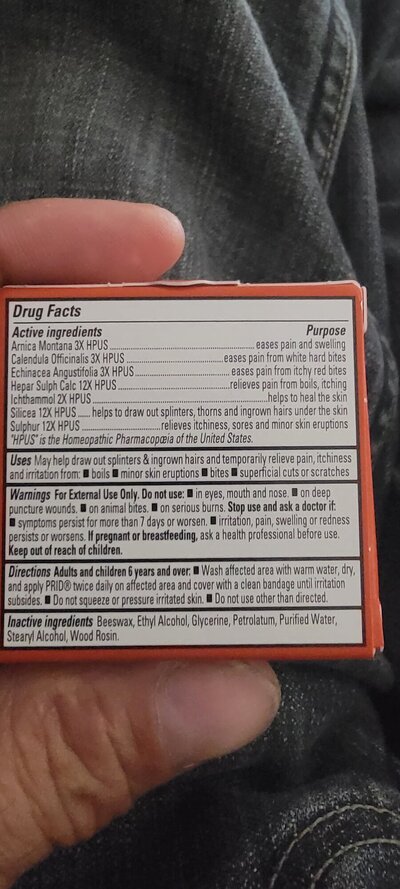 Drug Facts
Active ingredients Purpose
Arnica Montana 3X HPUS eases pain and swelling
Calendula Officinalis 3X HPUS eases pain from white hard bites
Echinacea Angustifolia 3X HPUS eases pain from itchy red bites
Hepar Sulph Calc 12X HPUS relieves pain from boils, itching
Ichthammol 2X HPUS helps to heal the skin
Silicea 12X HPUS helps to draw out splinters, thorns and ingrown hairs under the skin
Sulphur 12X HPUS relieves itchiness, sores and minor skin eruptions
"HPUS" is the Homeopathic Pharmacopœia of the United States.
Uses May help draw out splinters & ingrown hairs and temporarily relieve pain, itchiness
and irritation from: ■ boils ■ minor skin eruptions ■ bites ■ superficial cuts or scratches
Warnings For External Use Only. Do not use: ■ in eyes, mouth and nose. ■ on deep
puncture wounds. ■ on animal bites. ■ on serious burns. Stop use and ask a doctor if:
■ symptoms persist for more than 7 days or worsen. ■ irritation, pain, swelling or redness
persists or worsens. If pregnant or breastfeeding, ask a health professional before use.
Keep out of reach of children.
Directions Adults and children 6 years and over: ■ Wash affected area with warm water, dry,
and apply PRID® twice daily on affected area and cover with a clean bandage until irritation
subsides. ■ Do not squeeze or pressure irritated skin. ■ Do not use other than directed.
Inactive ingredients Beeswax, Ethyl Alcohol, Glycerine, Petrolatum, Purified Water,
Stearyl Alcohol, Wood Rosin.